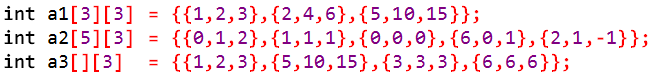 int a1[3][3] = {{1,2,3},{2,4,6},{5,10,15}};
int a2[5][3] = {{0,1,2},{1,1,1},{0,0,0},{6,0,1},{2,1,-1}};
int a3[][3]  = {{1,2,3},{5,10,15},{3,3,3},{6,6,6}};